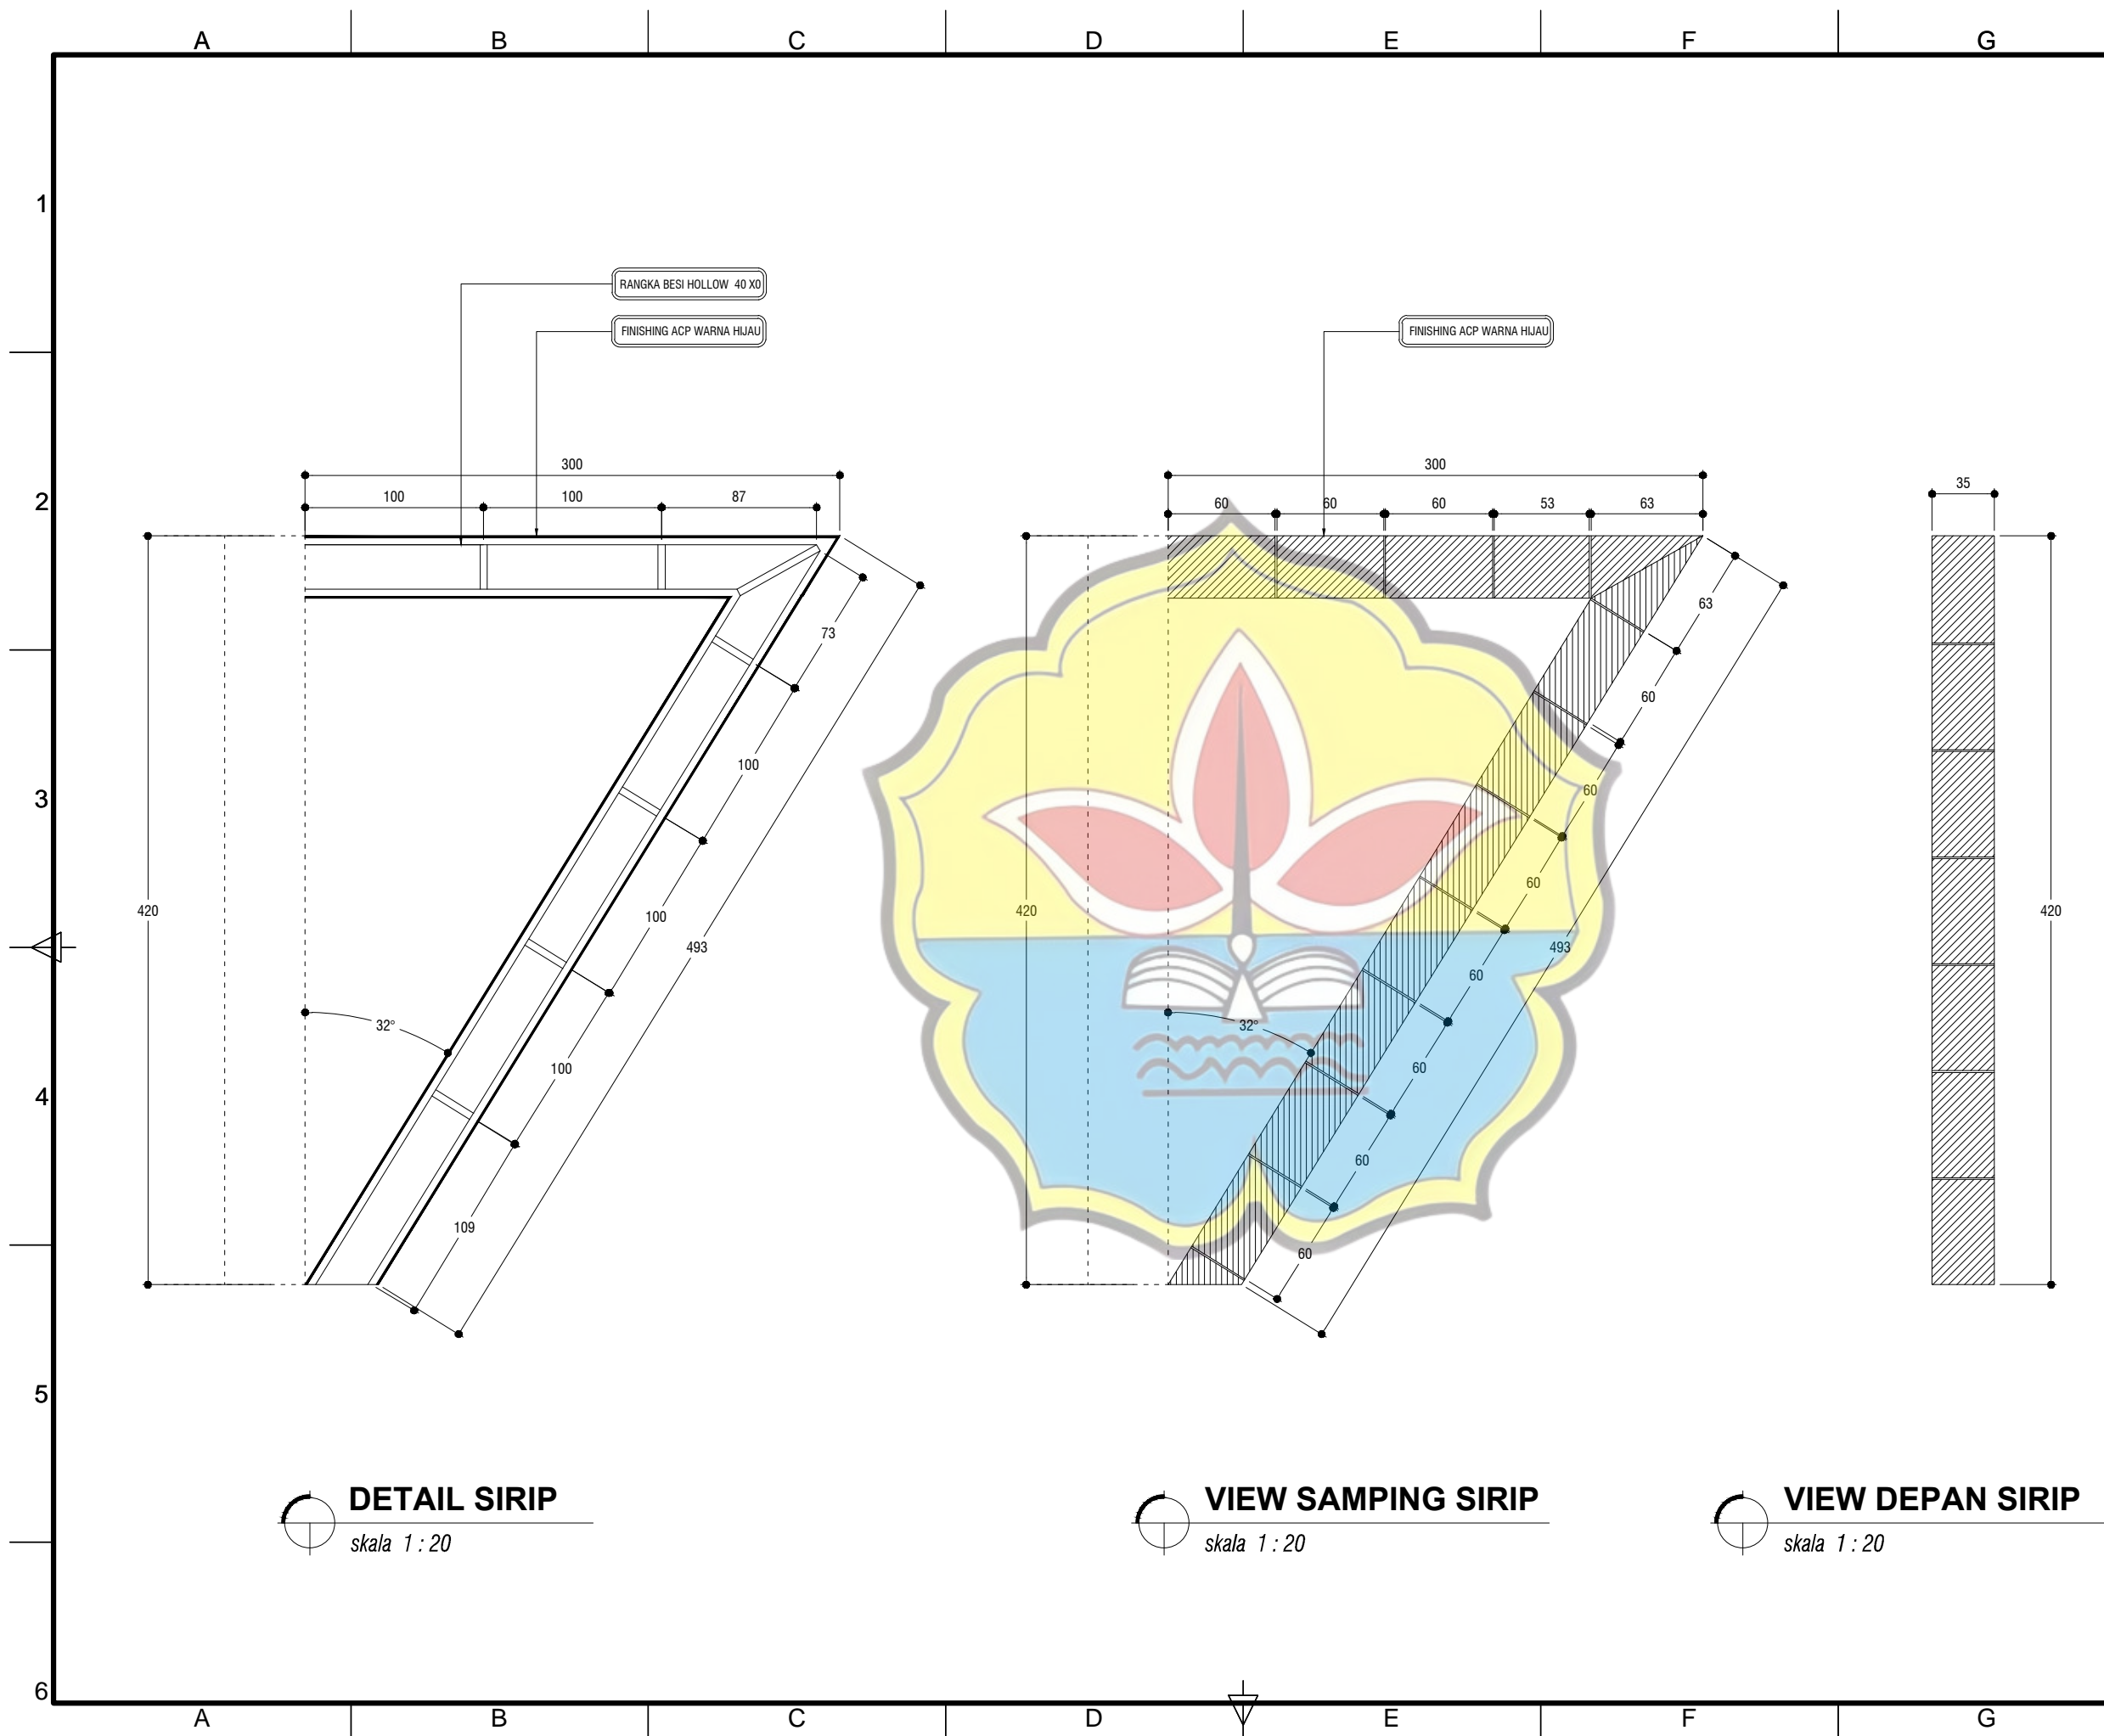 A B C D E F G
1
2
3
4
5
6
RANGKA BESI HOLLOW 40 X0
FINISHING ACP WARNA HIJAU
300
100 100 87
420
73
100
100
493
32°
100
109
DETAIL SIRIP
skala 1 : 20
FINISHING ACP WARNA HIJAU
300
60 60 60 53 63
420
63
60
60
60
493
60
32°
60
60
60
VIEW SAMPING SIRIP
skala 1 : 20
35
420
VIEW DEPAN SIRIP
skala 1 : 20
A B C D E F G